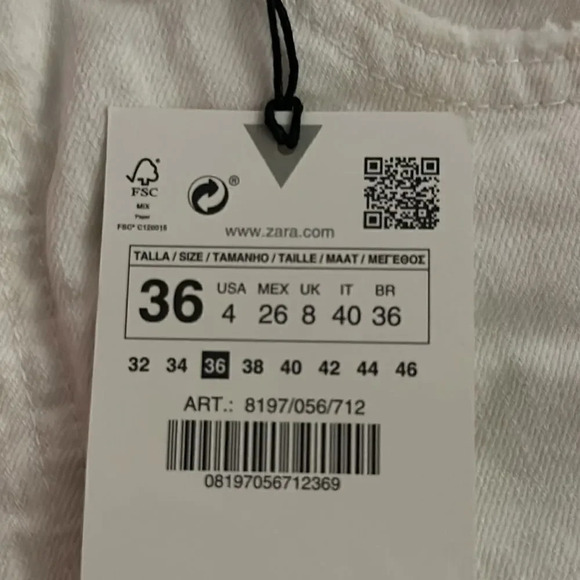 FSC
MIX
Paper
FSC® C120015
®
www.zara.com
TALLA / SIZE / TAMANHO / TAILLE / MAAT / ΜΕΓΕΘΟΣ
36 USA MEX UK IT BR
4 26 8 40 36
32 34 36 38 40 42 44 46
ART.: 8197/056/712
08197056712369